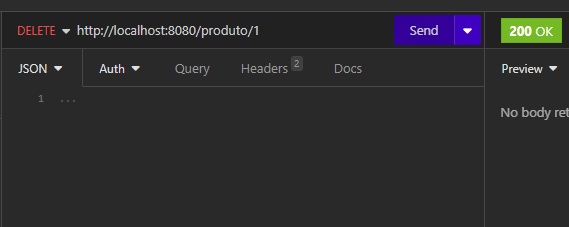 DELETE http://localhost:8080/produto/1 Send 200 OK
JSON Auth Query Headers 2 Docs Preview
1 ...
No body ret